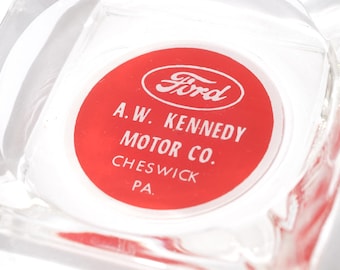 Ford
A.W. KENNEDY
MOTOR CO.
CHESWICK
PA.